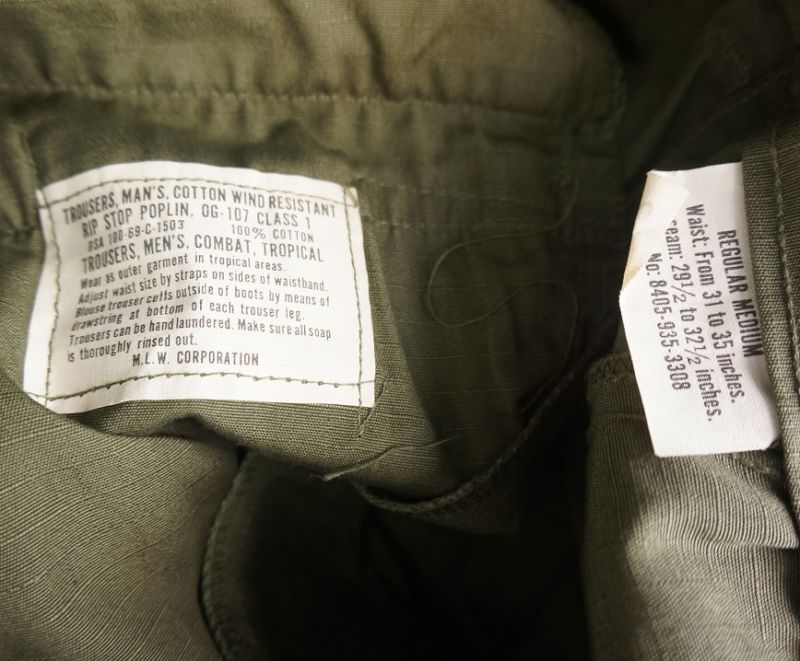 TROUSERS, MAN'S, COTTON WIND RESISTANT
RIP STOP POPLIN, OG-107 CLASS 1
DSA 100-69-C-1503 100% COTTON
TROUSERS, MEN'S, COMBAT, TROPICAL
Wear as outer garment in tropical areas.
Adjust waist size by straps on sides of waistband.
Blouse trouser cuffs outside of boots by means of
drawstring at bottom of each trouser leg.
Trousers can be hand laundered. Make sure all soap
is thoroughly rinsed out.
M.L.W. CORPORATION
REGULAR MEDIUM
Waist: From 31 to 35 inches.
seam: 29½ to 32½ inches.
No: 8405-935-3308